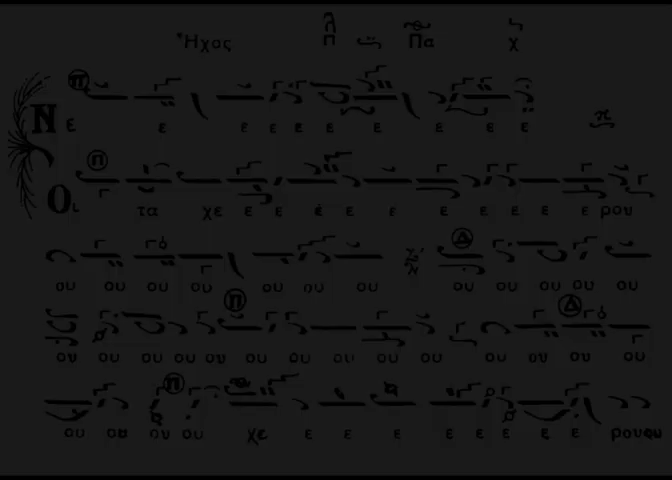 Ἦχος λ π Πα χ
Νε ε ε ε ε ε ε ε ε ε
Οι τα χε ε ε ε ε ε ε ε ε ε ε ρου
ου ου ου ου ου ου ου ου ου ου ου ου
ου ου ου ου ου ου ου ου ου ου ου ου ου ου
ου ου ου ου χε ε ε ε ε ε ε ε ε ρου ου